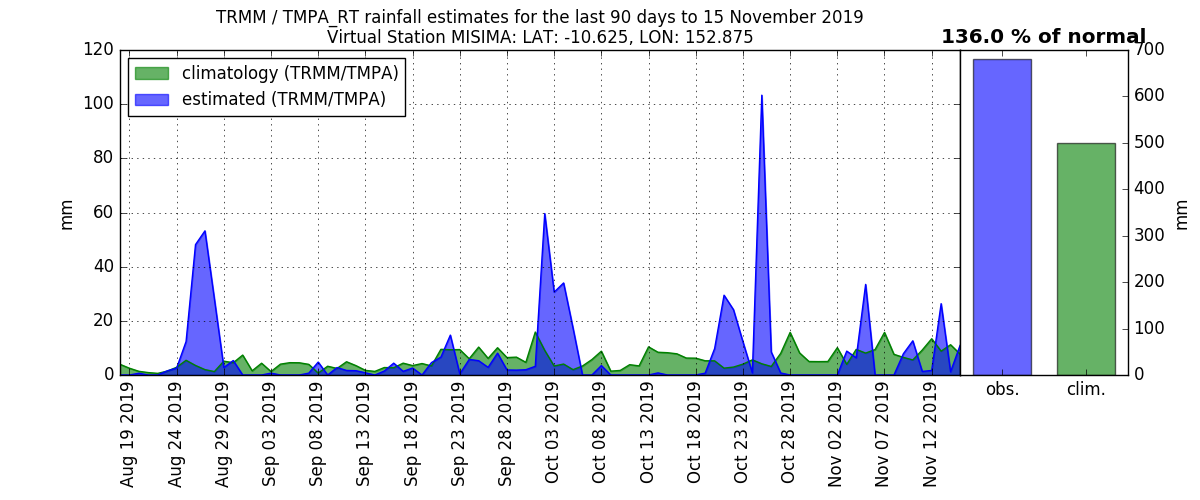 TRMM / TMPA_RT rainfall estimates for the last 90 days to 15 November 2019
Virtual Station MISIMA: LAT: -10.625, LON: 152.875
136.0 % of normal
climatology (TRMM/TMPA)
estimated (TRMM/TMPA)
120
100
80
60
40
20
0
mm
700
600
500
400
300
200
100
0
mm
Aug 19 2019
Aug 24 2019
Aug 29 2019
Sep 03 2019
Sep 08 2019
Sep 13 2019
Sep 18 2019
Sep 23 2019
Sep 28 2019
Oct 03 2019
Oct 08 2019
Oct 13 2019
Oct 18 2019
Oct 23 2019
Oct 28 2019
Nov 02 2019
Nov 07 2019
Nov 12 2019
obs.
clim.